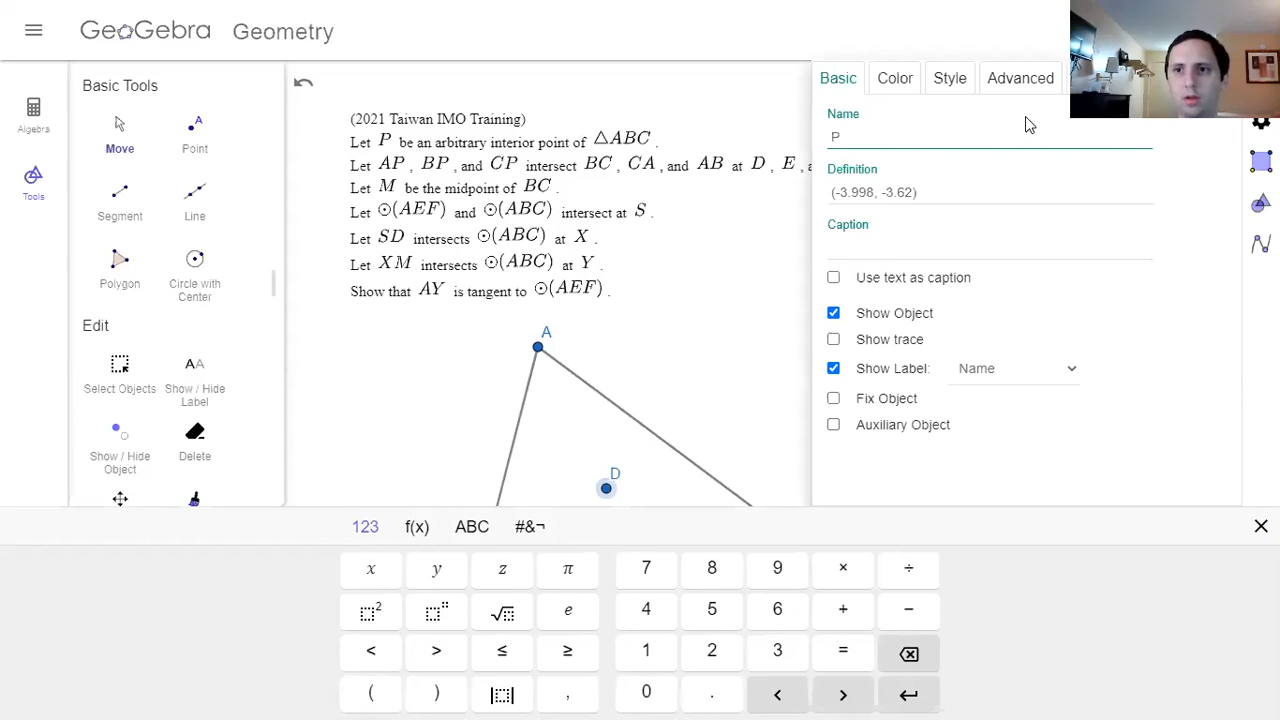 GeoGebra Geometry
Basic Color Style Advanced
Basic Tools
Move Point
Segment Line
Polygon Circle with Center
Edit
Select Objects Show / Hide Label
Show / Hide Object Delete
Algebra
Tools
(2021 Taiwan IMO Training)
Let P be an arbitrary interior point of △ABC .
Let AP , BP , and CP intersect BC , CA , and AB at D , E , a
Let M be the midpoint of BC .
Let ⊙(AEF) and ⊙(ABC) intersect at S .
Let SD intersects ⊙(ABC) at X .
Let XM intersects ⊙(ABC) at Y .
Show that AY is tangent to ⊙(AEF) .
A
D
Name
P
Definition
(-3.998, -3.62)
Caption
Use text as caption
Show Object
Show trace
Show Label: Name
Fix Object
Auxiliary Object
123 f(x) ABC #&¬
x y z π 7 8 9 × ÷
2 √ e 4 5 6 + −
< > ≤ ≥ 1 2 3 =
( ) | | , 0 . < >